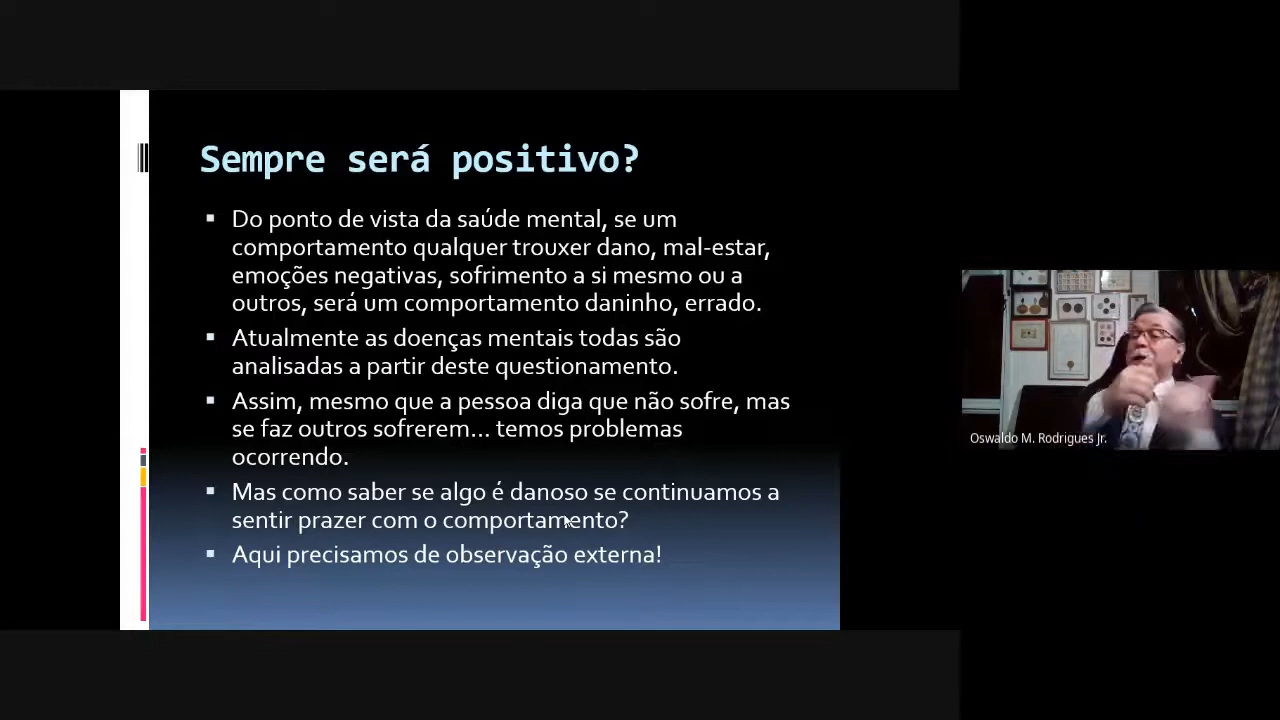 Sempre será positivo?
Do ponto de vista da saúde mental, se um
comportamento qualquer trouxer dano, mal-estar,
emoções negativas, sofrimento a si mesmo ou a
outros, será um comportamento daninho, errado.
Atualmente as doenças mentais todas são
analisadas a partir deste questionamento.
Assim, mesmo que a pessoa diga que não sofre, mas
se faz outros sofrerem... temos problemas
ocorrendo.
Mas como saber se algo é danoso se continuamos a
sentir prazer com o comportamento?
Aqui precisamos de observação externa!
Oswaldo M. Rodrigues Jr.